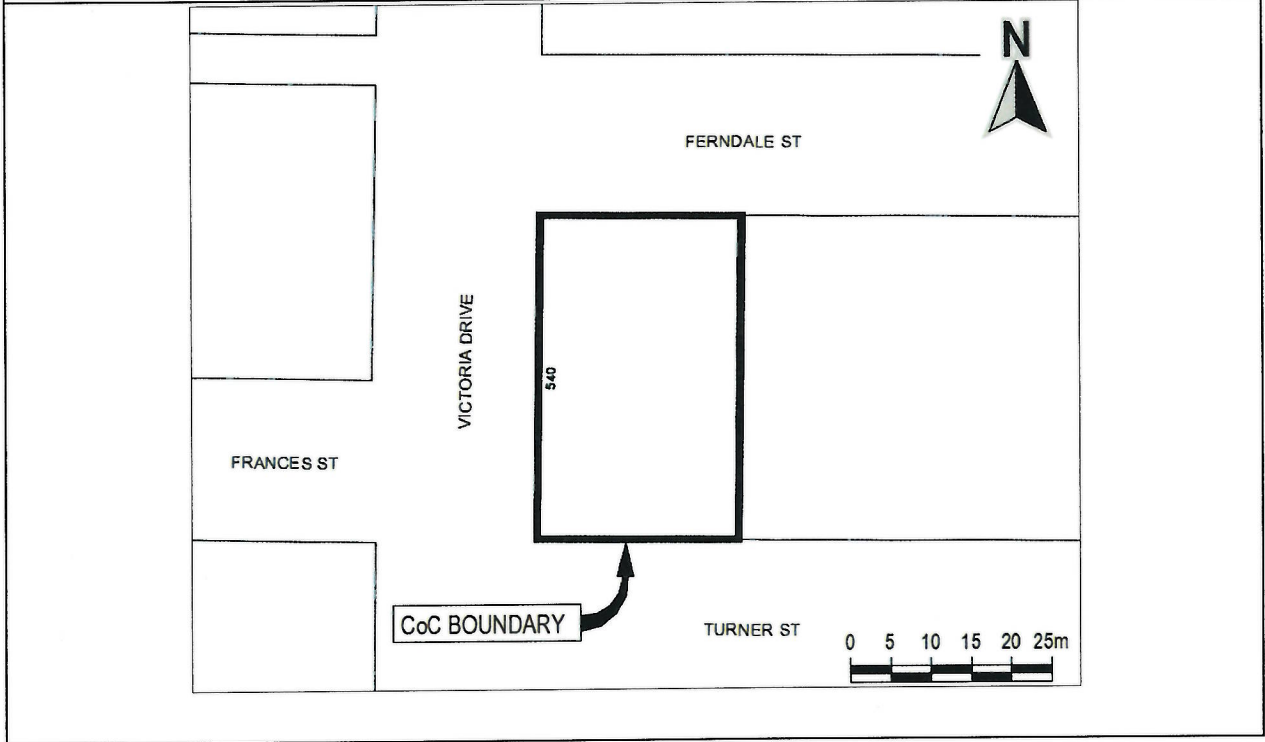 N
FERNDALE ST
VICTORIA DRIVE
540
FRANCES ST
CoC BOUNDARY
TURNER ST
0 5 10 15 20 25m